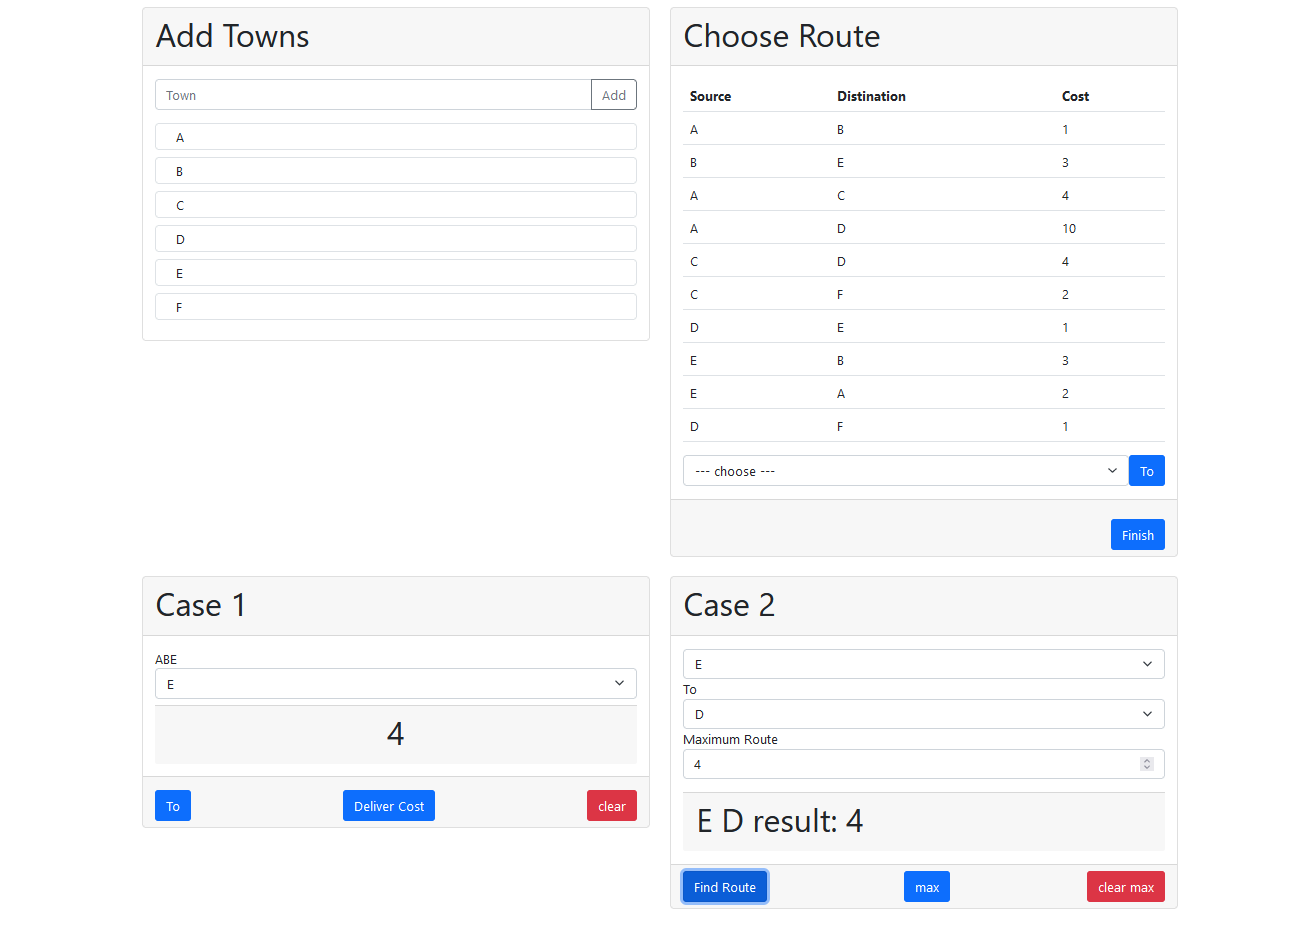 Add Towns
Town Add
A
B
C
D
E
F
Choose Route
Source Distination Cost
A B 1
B E 3
A C 4
A D 10
C D 4
C F 2
D E 1
E B 3
E A 2
D F 1
--- choose --- To
Finish
Case 1
ABE
E
4
To Deliver Cost clear
Case 2
E
To
D
Maximum Route
4
E D result: 4
Find Route max clear max